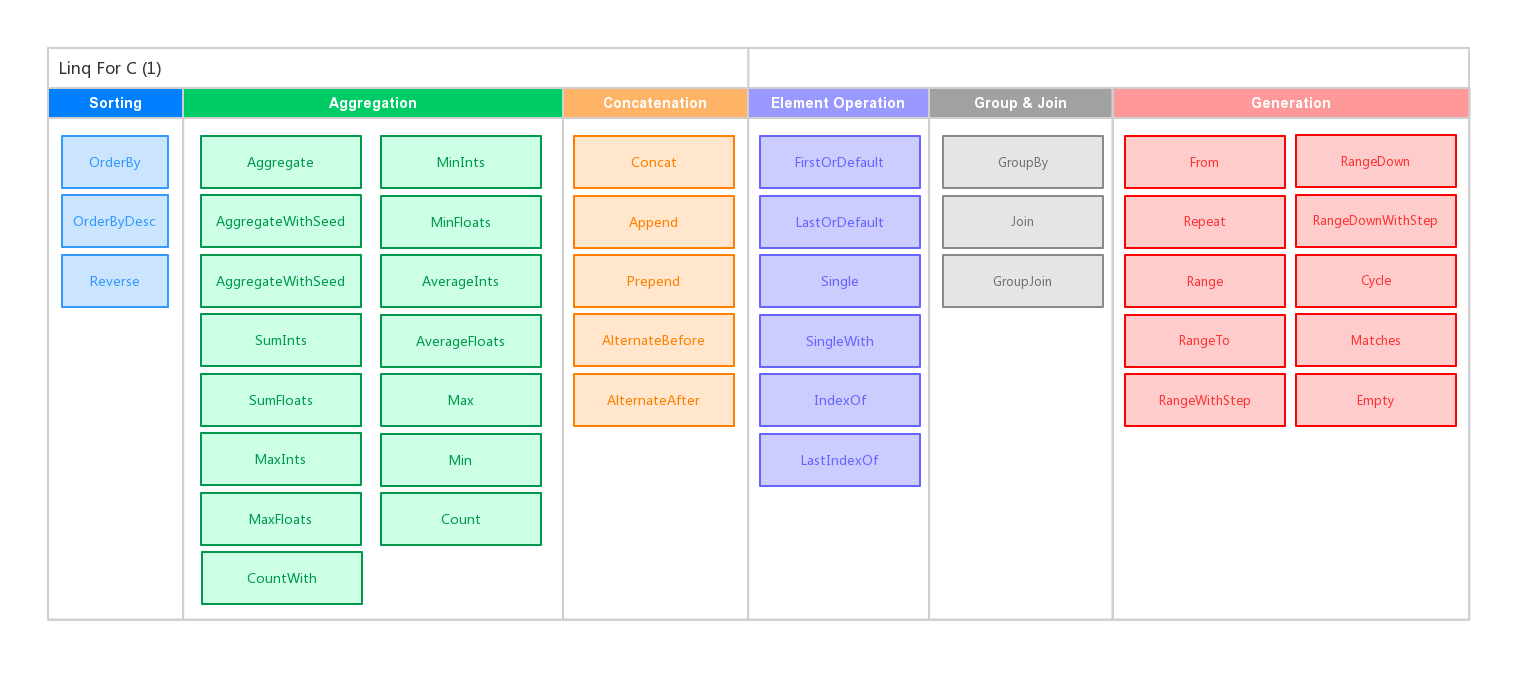 Linq For C (1)
Sorting
Aggregation
Concatenation
Element Operation
Group & Join
Generation
OrderBy
OrderByDesc
Reverse
Aggregate
AggregateWithSeed
AggregateWithSeed
SumInts
SumFloats
MaxInts
MaxFloats
CountWith
MinInts
MinFloats
AverageInts
AverageFloats
Max
Min
Count
Concat
Append
Prepend
AlternateBefore
AlternateAfter
FirstOrDefault
LastOrDefault
Single
SingleWith
IndexOf
LastIndexOf
GroupBy
Join
GroupJoin
From
Repeat
Range
RangeTo
RangeWithStep
RangeDown
RangeDownWithStep
Cycle
Matches
Empty